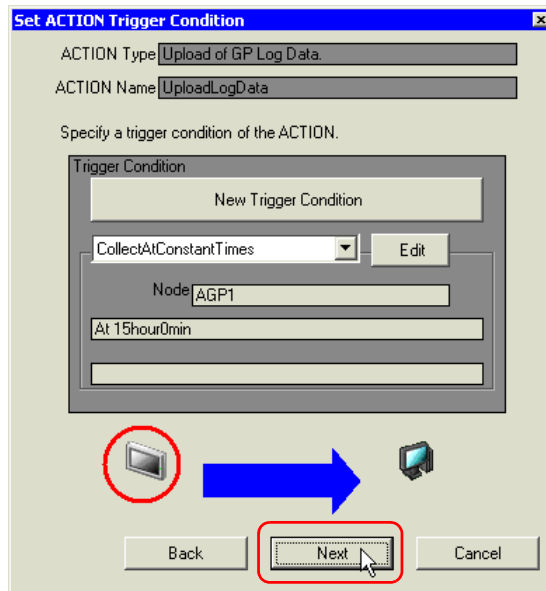 Set ACTION Trigger Condition
ACTION Type Upload of GP Log Data.
ACTION Name UploadLogData
Specify a trigger condition of the ACTION.
Trigger Condition
New Trigger Condition
CollectAtConstantTimes Edit
Node AGP1
At 15hour0min
Back Next Cancel